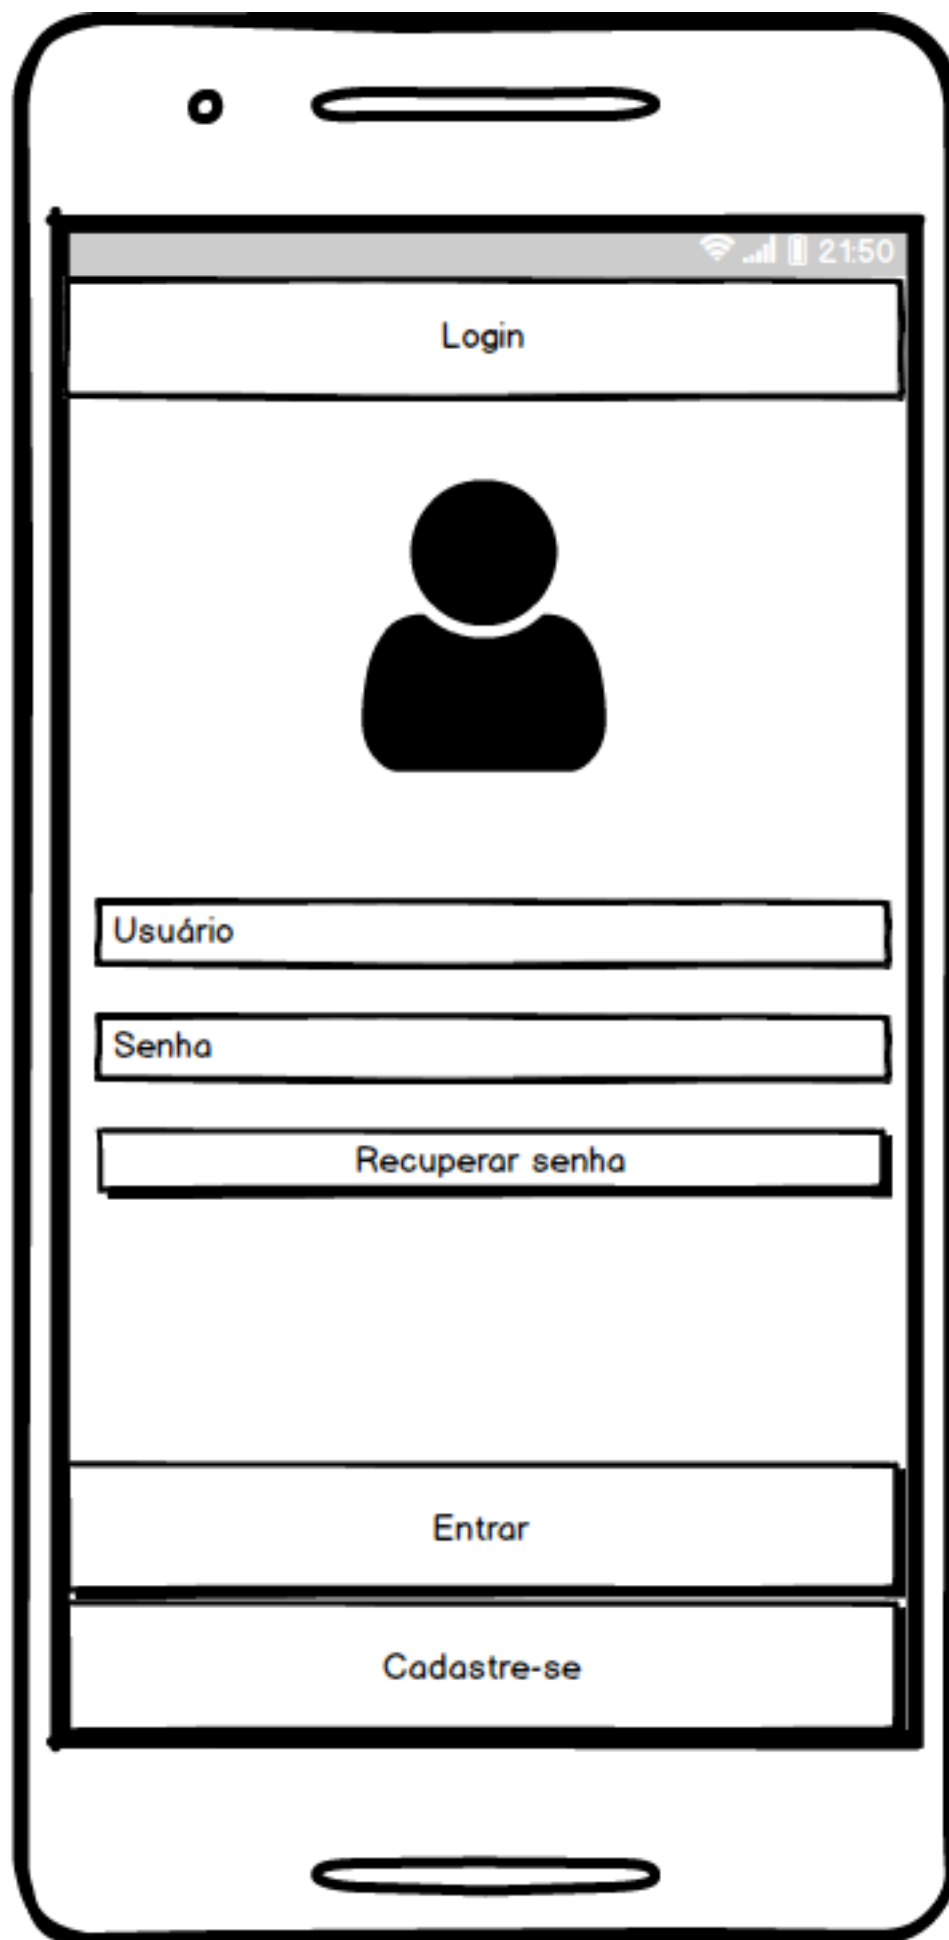 21:50
Login
Usuário
Senha
Recuperar senha
Entrar
Cadastre-se